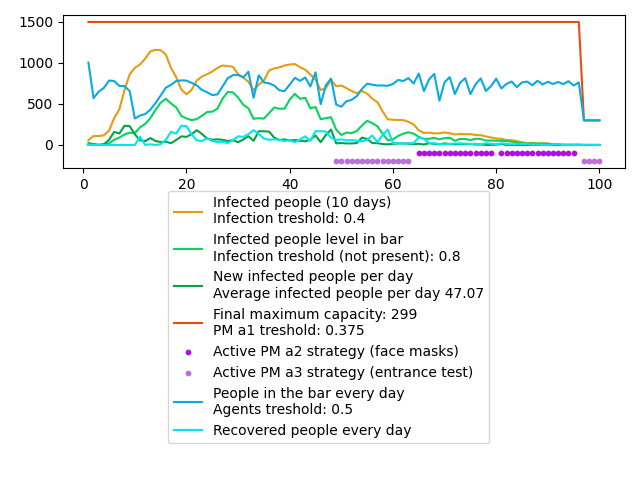 1500
1000
500
0
0 20 40 60 80 100
Infected people (10 days)
Infection treshold: 0.4
Infected people level in bar
Infection treshold (not present): 0.8
New infected people per day
Average infected people per day 47.07
Final maximum capacity: 299
PM a1 treshold: 0.375
Active PM a2 strategy (face masks)
Active PM a3 strategy (entrance test)
People in the bar every day
Agents treshold: 0.5
Recovered people every day